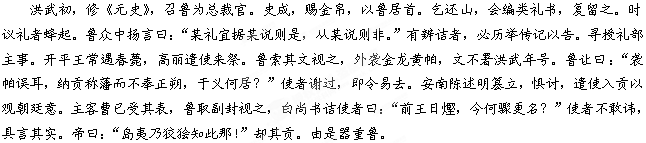 洪武初，修《元史》，召鲁为总裁官。史成，赐金帛，以鲁居首。乞还山，会编类礼书，复留之。时
议礼者蜂起。鲁众中扬言曰：“某礼宜据某说则是，从某说则非。”有辨诘者，必历举传记以告。寻授礼部
主事。开平王常遇春薨，高丽遣使来祭。鲁索其文视之，外袭金龙黄帕，文不署洪武年号。鲁让曰：“袭
帕误耳，纳贡称藩而不奉正朔，于义何居？”使者谢过，即令易去。安南陈述明篡立，惧讨，遣使入贡以
观朝廷意。主客曹已受其表，鲁取副封视之，白尚书诘使者曰：“前王日熞，今何骤更名？”使者不敢讳，
具言其实。帝曰：“岛夷乃狡狯如此耶！”却其贡。由是器重鲁。